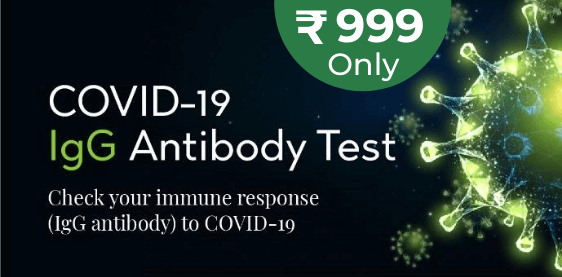 ₹ 999
Only
COVID-19
IgG Antibody Test
Check your immune response
(IgG antibody) to COVID-19